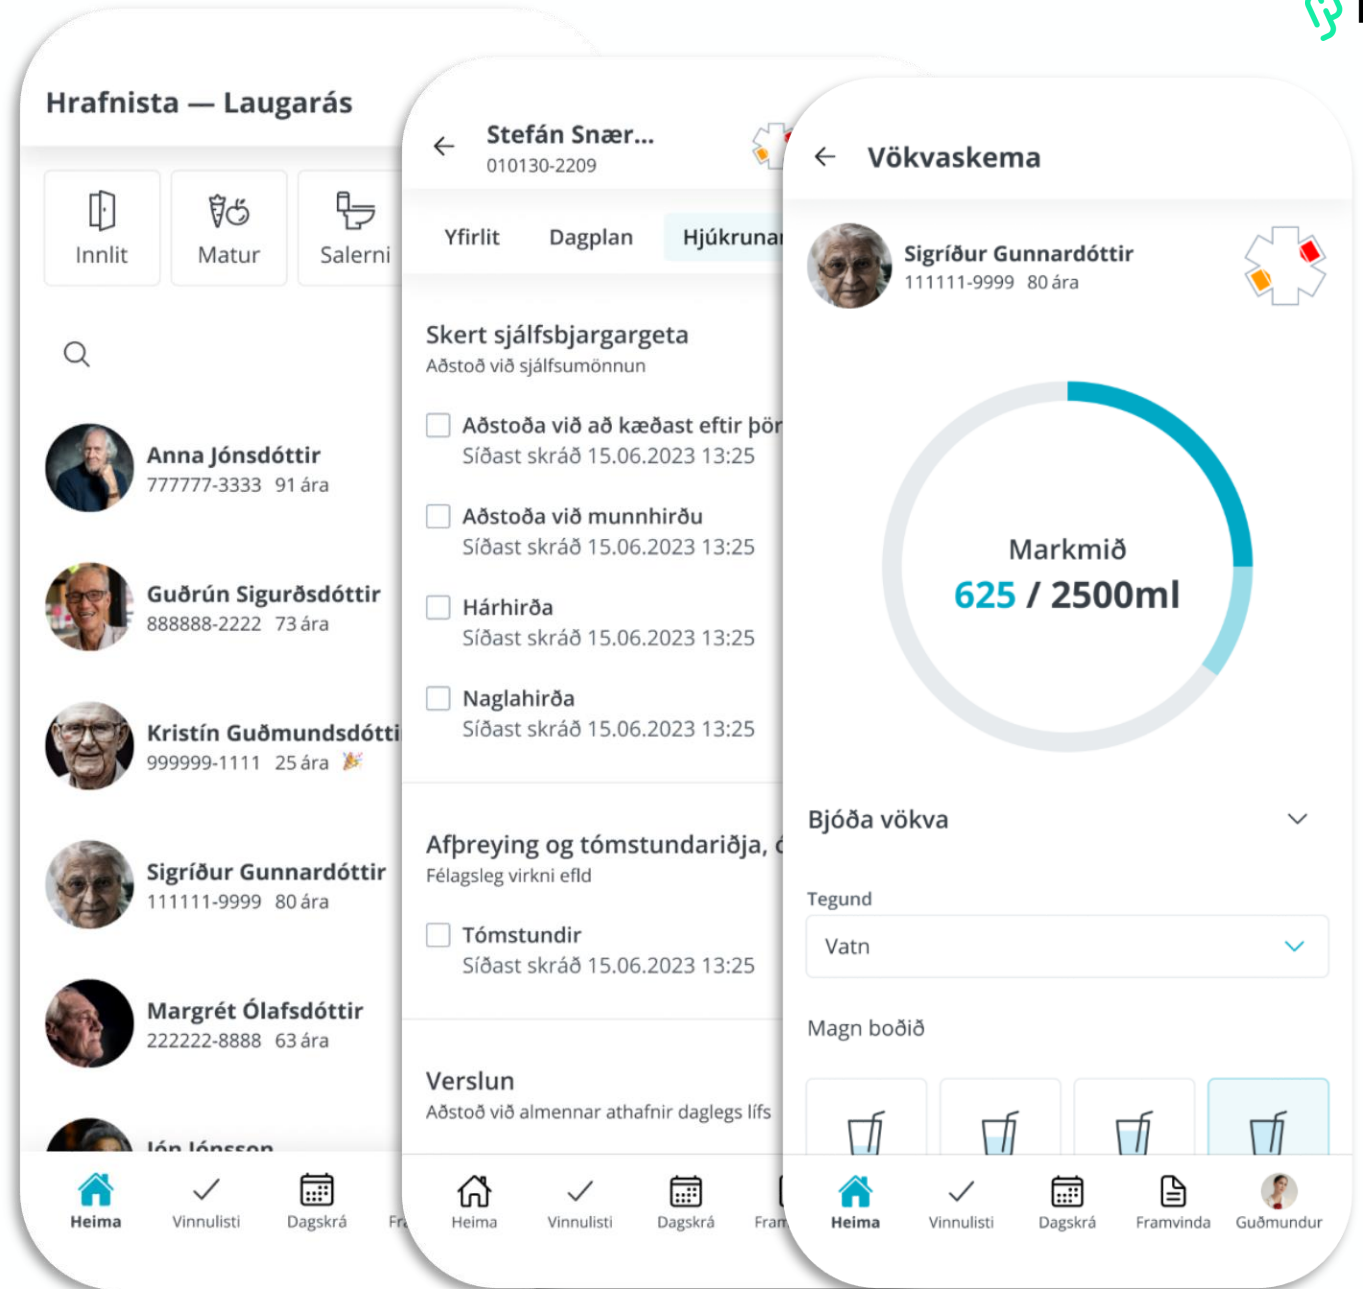 Hrafnista — Laugarás
Innlit
Matur
Salerni
Anna Jónsdóttir
777777-3333 91 ára
Guðrún Sigurðsdóttir
888888-2222 73 ára
Kristín Guðmundsdótti
999999-1111 25 ára 🎉
Sigríður Gunnardóttir
111111-9999 80 ára
Margrét Ólafsdóttir
222222-8888 63 ára
Jón Jónsson
Heima
Vinnulisti
Dagskrá
Fr
Stefán Snær...
010130-2209
Yfirlit
Dagplan
Hjúkrunar
Skert sjálfsbjargargeta
Aðstoð við sjálfsumönnun
Aðstoða við að kæðast eftir þör
Síðast skráð 15.06.2023 13:25
Aðstoða við munnhirðu
Síðast skráð 15.06.2023 13:25
Hárhirða
Síðast skráð 15.06.2023 13:25
Naglahirða
Síðast skráð 15.06.2023 13:25
Afþreying og tómstundariðja, ó
Félagsleg virkni efld
Tómstundir
Síðast skráð 15.06.2023 13:25
Verslun
Aðstoð við almennar athafnir daglegs lífs
Heima
Vinnulisti
Dagskrá
Fram
Vökvaskema
Sigríður Gunnardóttir
111111-9999 80 ára
Markmið
625 / 2500ml
Bjóða vökva
Tegund
Vatn
Magn boðið
Heima
Vinnulisti
Dagskrá
Framvinda
Guðmundur